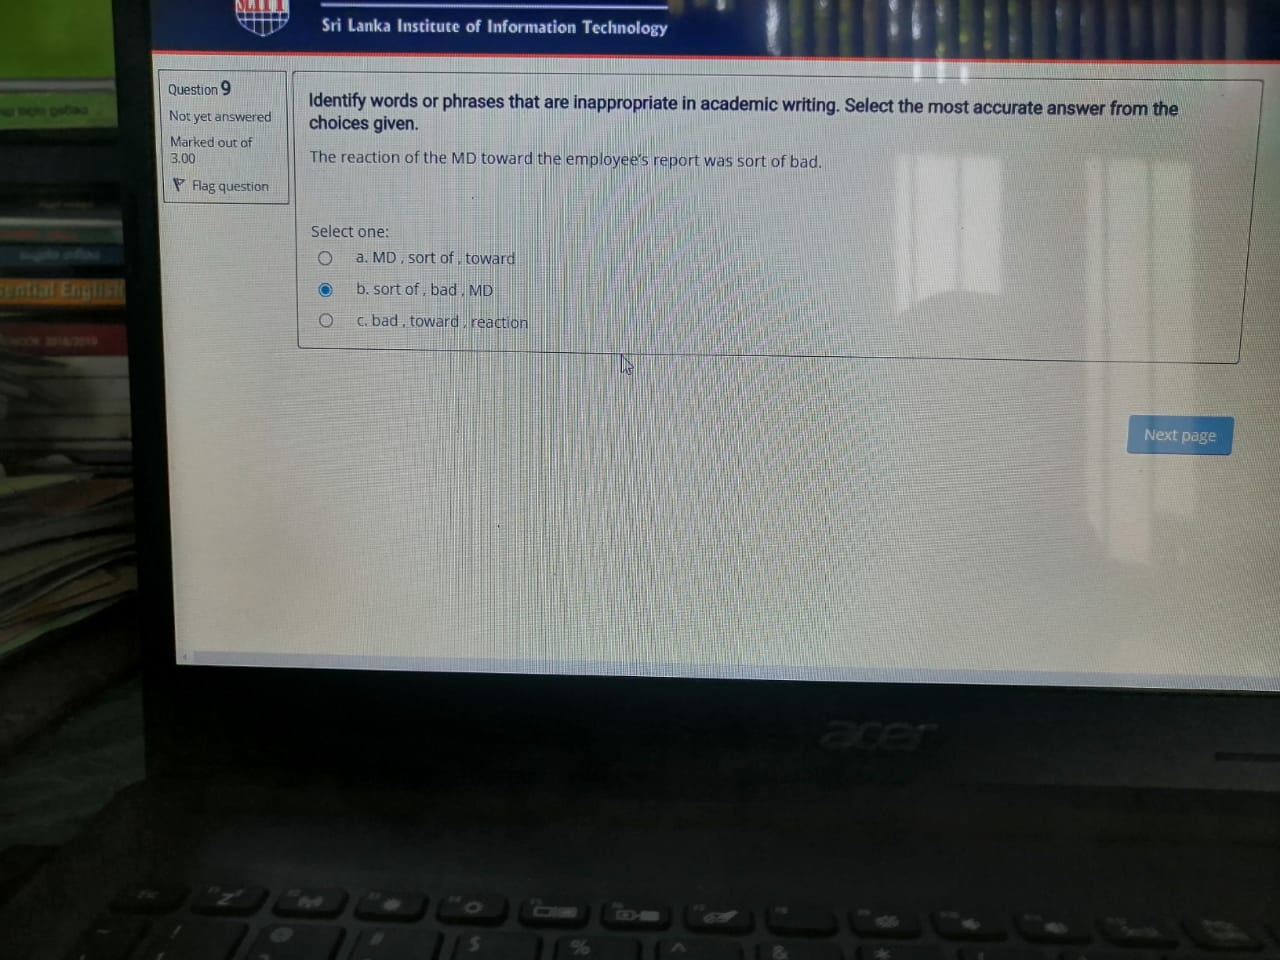 Sri Lanka Institute of Information Technology
Question 9
Not yet answered
Marked out of
3.00
Flag question
Identify words or phrases that are inappropriate in academic writing. Select the most accurate answer from the
choices given.
The reaction of the MD toward the employee's report was sort of bad.
Select one:
a. MD , sort of , toward
b. sort of , bad , MD
c. bad , toward , reaction
Next page
acer